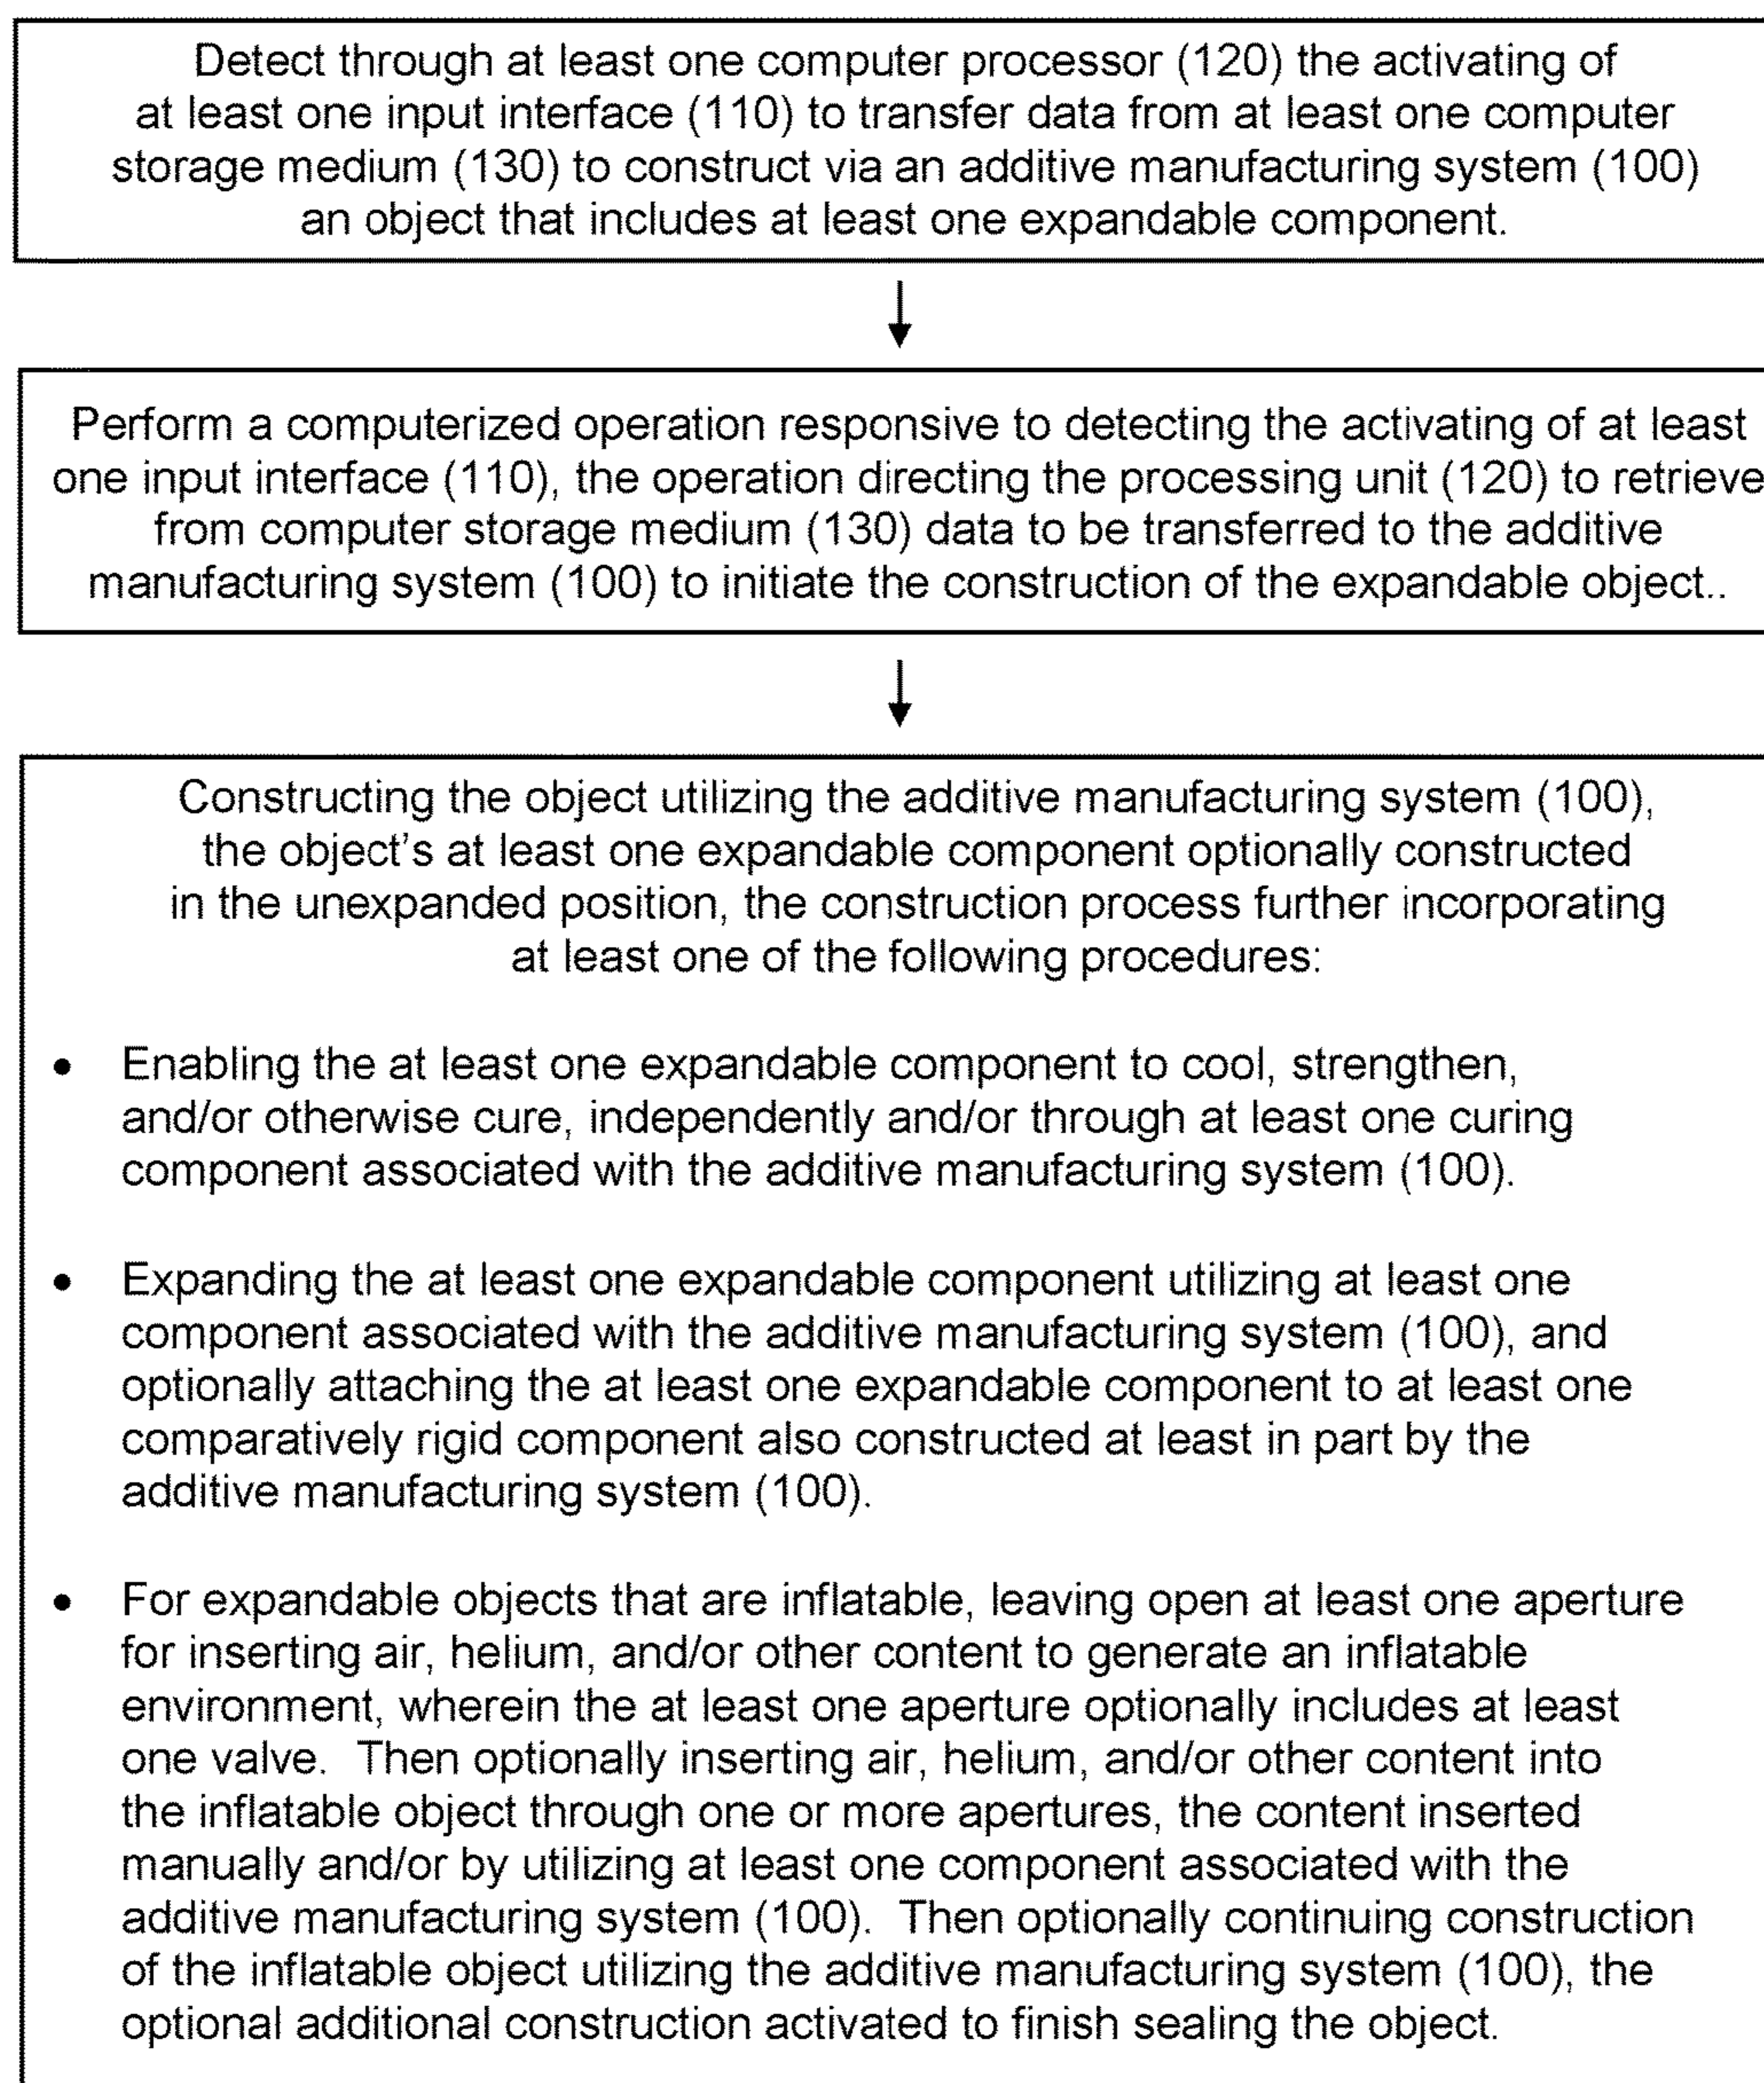 Detect through at least one computer processor (120) the activating of
at least one input interface (110) to transfer data from at least one computer
storage medium (130) to construct via an additive manufacturing system (100)
an object that includes at least one expandable component.
Perform a computerized operation responsive to detecting the activating of at least
one input interface (110), the operation directing the processing unit (120) to retrieve
from computer storage medium (130) data to be transferred to the additive
manufacturing system (100) to initiate the construction of the expandable object..
Constructing the object utilizing the additive manufacturing system (100),
the object's at least one expandable component optionally constructed
in the unexpanded position, the construction process further incorporating
at least one of the following procedures:
• Enabling the at least one expandable component to cool, strengthen,
and/or otherwise cure, independently and/or through at least one curing
component associated with the additive manufacturing system (100).
• Expanding the at least one expandable component utilizing at least one
component associated with the additive manufacturing system (100), and
optionally attaching the at least one expandable component to at least one
comparatively rigid component also constructed at least in part by the
additive manufacturing system (100).
• For expandable objects that are inflatable, leaving open at least one aperture
for inserting air, helium, and/or other content to generate an inflatable
environment, wherein the at least one aperture optionally includes at least
one valve.  Then optionally inserting air, helium, and/or other content into
the inflatable object through one or more apertures, the content inserted
manually and/or by utilizing at least one component associated with the
additive manufacturing system (100).  Then optionally continuing construction
of the inflatable object utilizing the additive manufacturing system (100), the
optional additional construction activated to finish sealing the object.